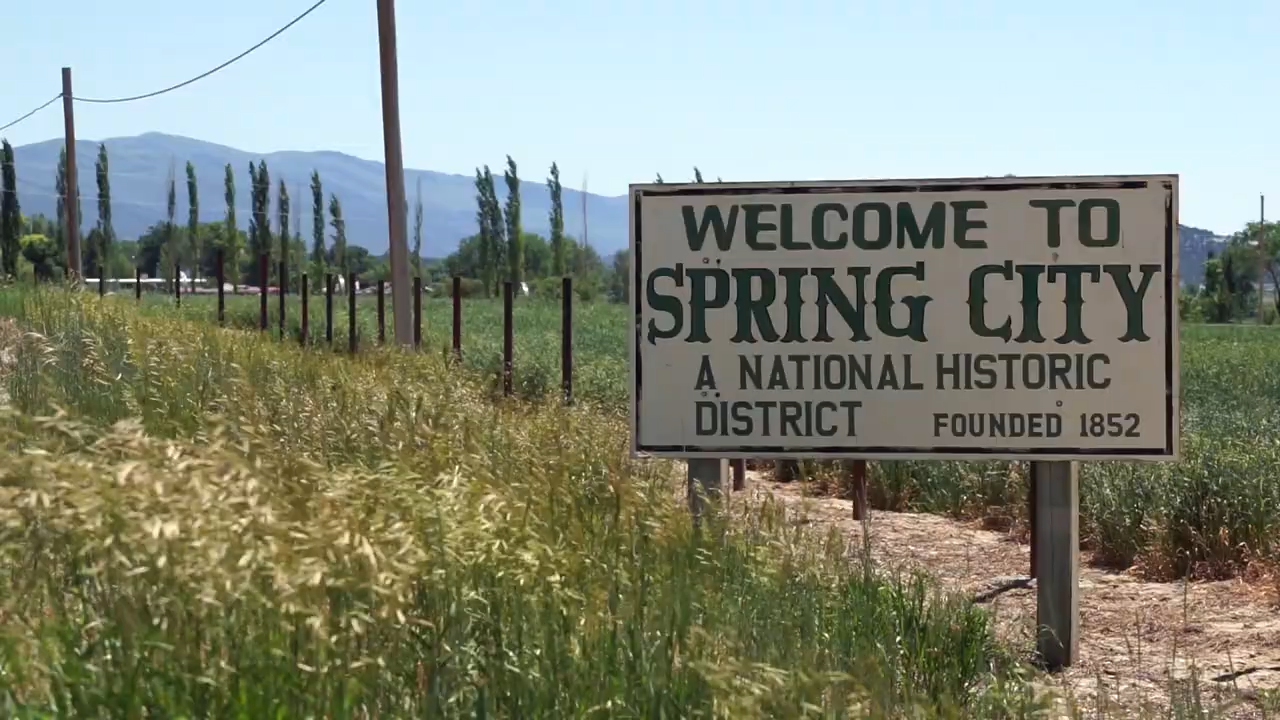 WELCOME TO
SPRING CITY
A NATIONAL HISTORIC
DISTRICT FOUNDED 1852